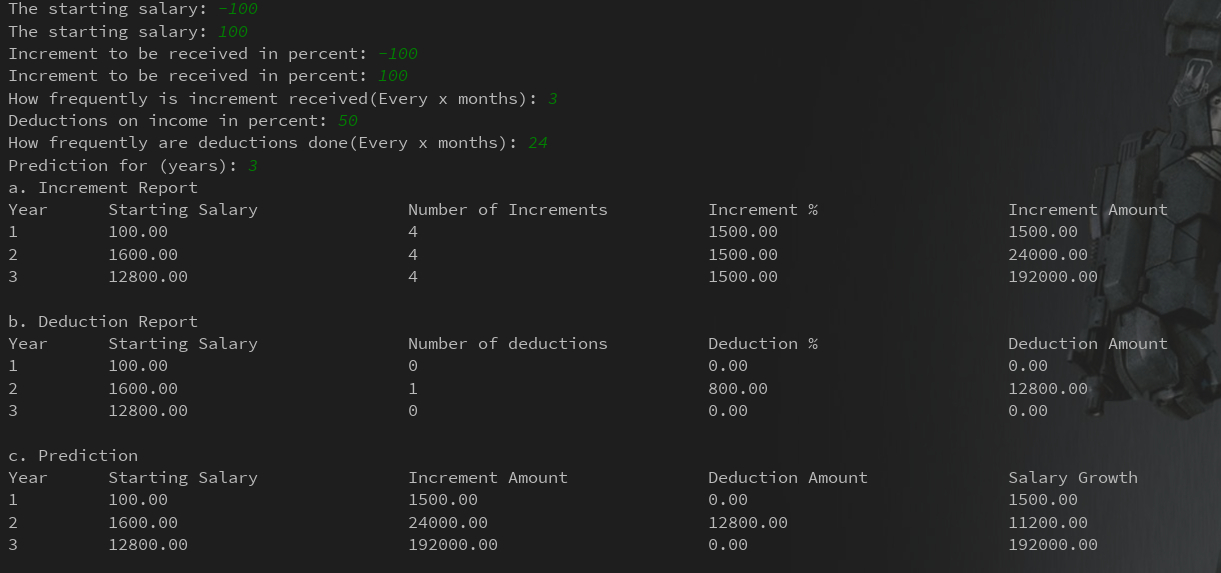 The starting salary: -100
The starting salary: 100
Increment to be received in percent: -100
Increment to be received in percent: 100
How frequently is increment received(Every x months): 3
Deductions on income in percent: 50
How frequently are deductions done(Every x months): 24
Prediction for (years): 3
a. Increment Report
Year Starting Salary Number of Increments Increment % Increment Amount
1 100.00 4 1500.00 1500.00
2 1600.00 4 1500.00 24000.00
3 12800.00 4 1500.00 192000.00
b. Deduction Report
Year Starting Salary Number of deductions Deduction % Deduction Amount
1 100.00 0 0.00 0.00
2 1600.00 1 800.00 12800.00
3 12800.00 0 0.00 0.00
c. Prediction
Year Starting Salary Increment Amount Deduction Amount Salary Growth
1 100.00 1500.00 0.00 1500.00
2 1600.00 24000.00 12800.00 11200.00
3 12800.00 192000.00 0.00 192000.00